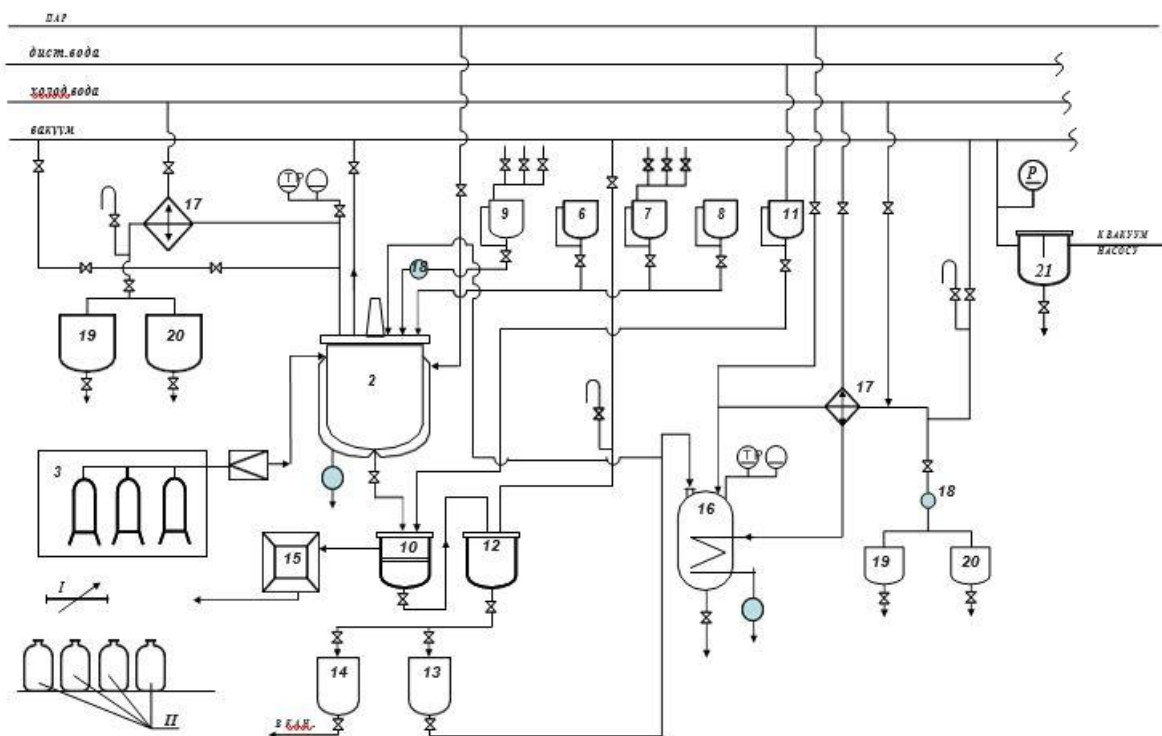 ПАР
дист.вода
холод.вода
вакуум
17
T P
9
6
7
8
11
P
К ВАКУУМ
НАСОСУ
21
18
19
20
2
17
3
T P
16
18
10
12
15
19
20
I
14
13
II
В КАН.